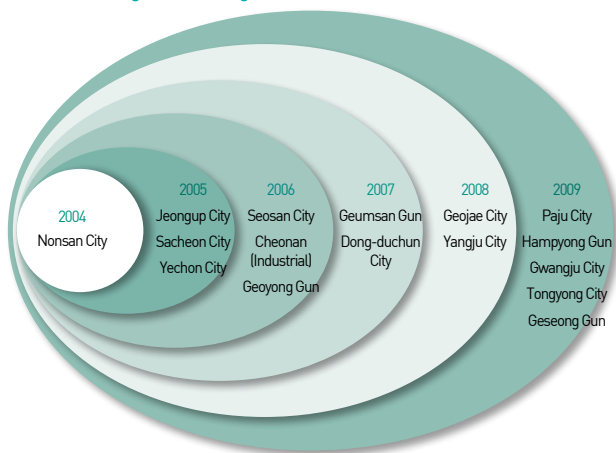 2004
Nonsan City
2005
Jeongup City
Sacheon City
Yechon City
2006
Seosan City
Cheonan
(Industrial)
Geoyong Gun
2007
Geumsan Gun
Dong-duchun
City
2008
Geojae City
Yangju City
2009
Paju City
Hampyong Gun
Gwangju City
Tongyong City
Geseong Gun